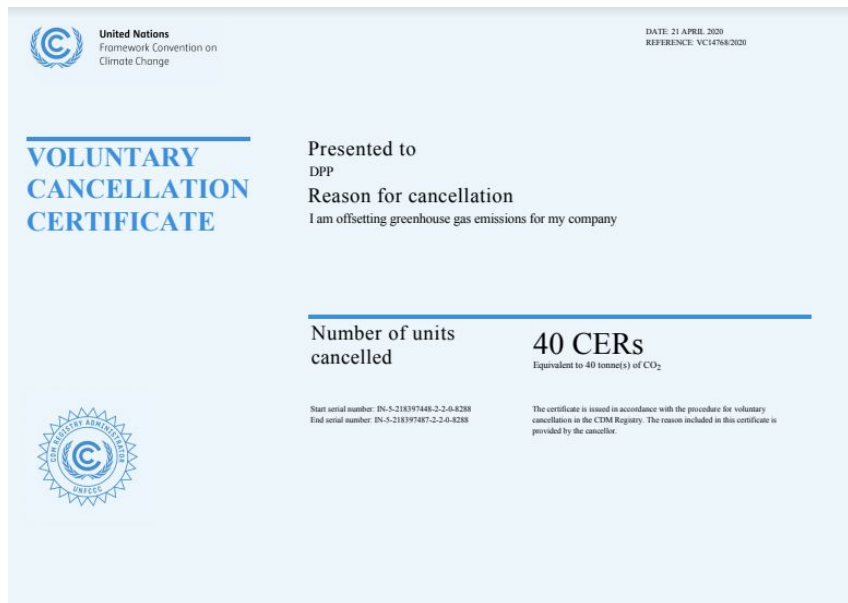 United Nations
Framework Convention on
Climate Change
DATE: 21 APRIL 2020
REFERENCE: VC14768/2020
VOLUNTARY
CANCELLATION
CERTIFICATE
Presented to
DPP
Reason for cancellation
I am offsetting greenhouse gas emissions for my company
Number of units
cancelled
40 CERs
Equivalent to 40 tonne(s) of CO₂
Start serial number: IN-5-218397448-2-2-0-8288
End serial number: IN-5-218397487-2-2-0-8288
The certificate is issued in accordance with the procedure for voluntary
cancellation in the CDM Registry. The reason included in this certificate is
provided by the cancellor.
CDM REGISTRY ADMINISTRATOR
UNFCCC